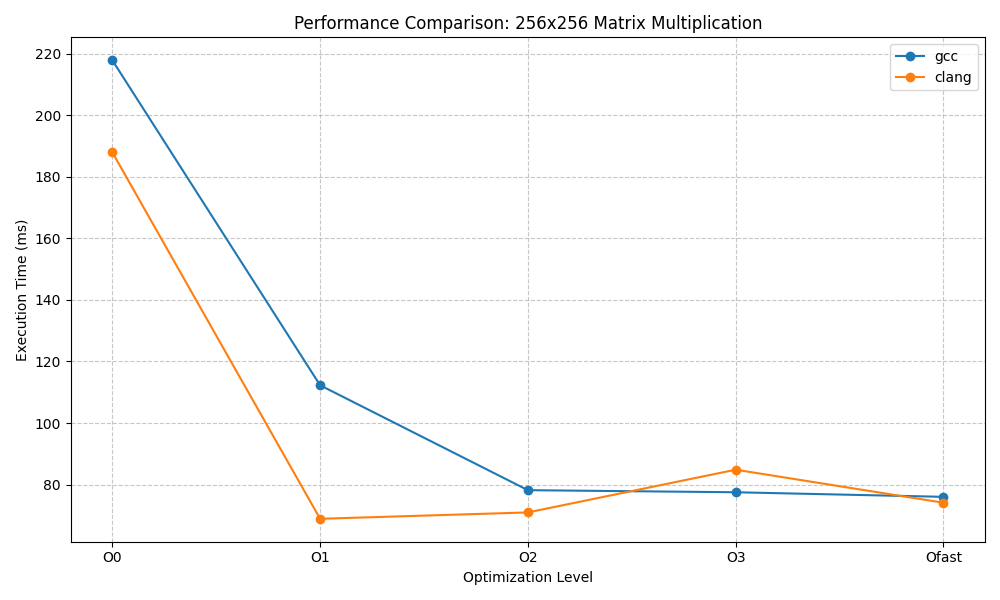 Performance Comparison: 256x256 Matrix Multiplication
gcc
clang
Execution Time (ms)
220
200
180
160
140
120
100
80
O0
O1
O2
O3
Ofast
Optimization Level